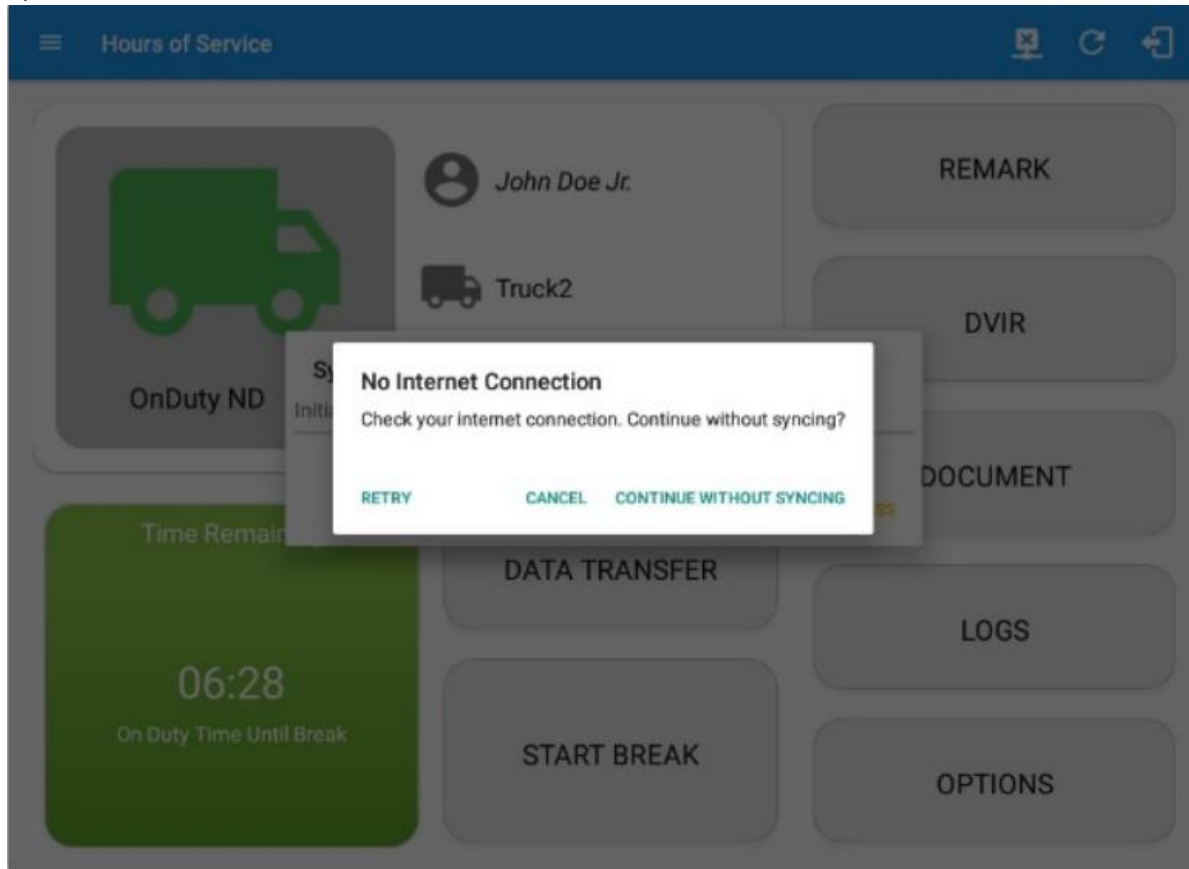 Hours of Service
John Doe Jr.
Truck2
OnDuty ND
REMARK
DVIR
DOCUMENT
LOGS
OPTIONS
No Internet Connection
Check your internet connection. Continue without syncing?
RETRY CANCEL CONTINUE WITHOUT SYNCING
Time
06:28
On Duty Time Until Break
DATA TRANSFER
START BREAK